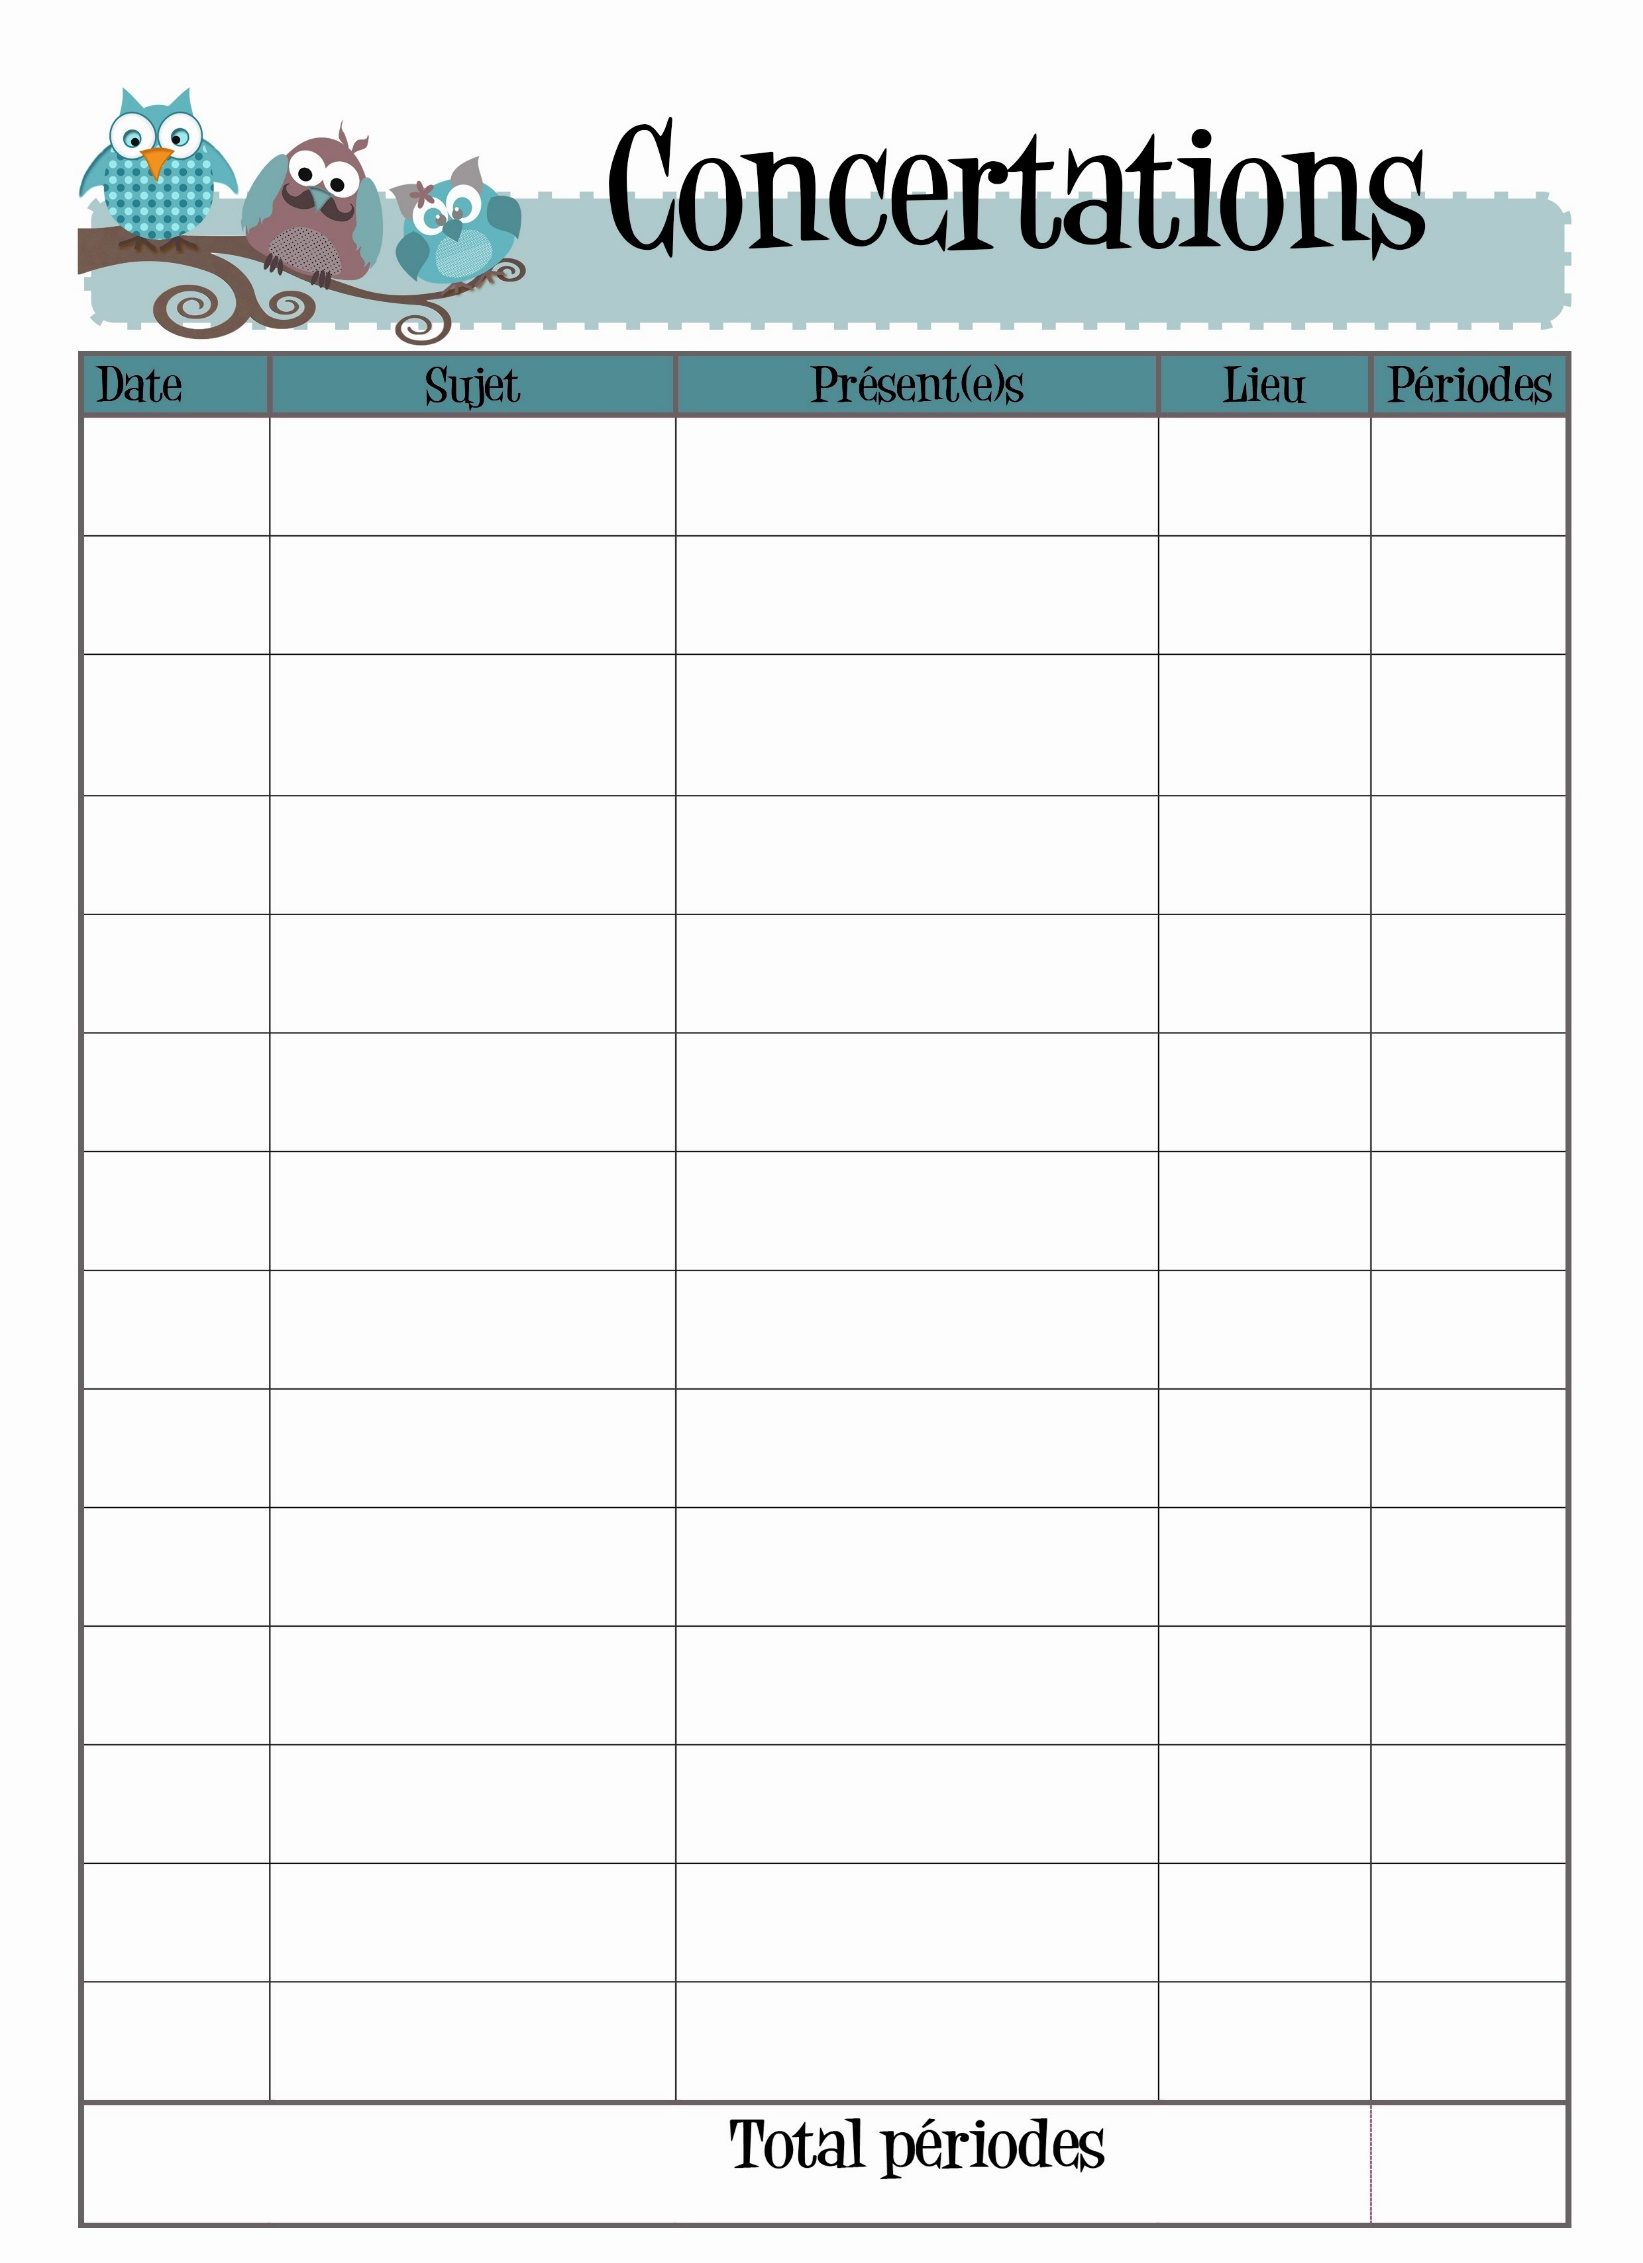 Concertations
Date Sujet Présent(e)s Lieu Périodes
Total périodes